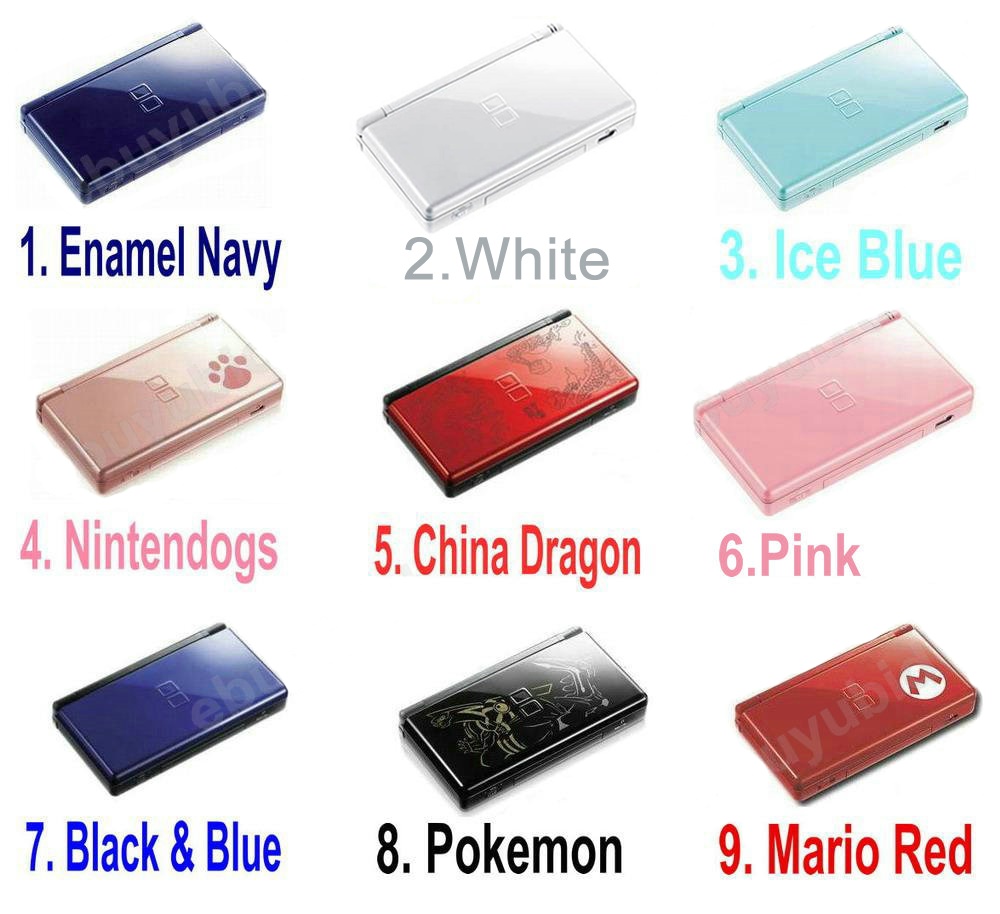 1. Enamel Navy
2.White
3. Ice Blue
4. Nintendogs
5. China Dragon
6.Pink
M
7. Black & Blue
8. Pokemon
9. Mario Red